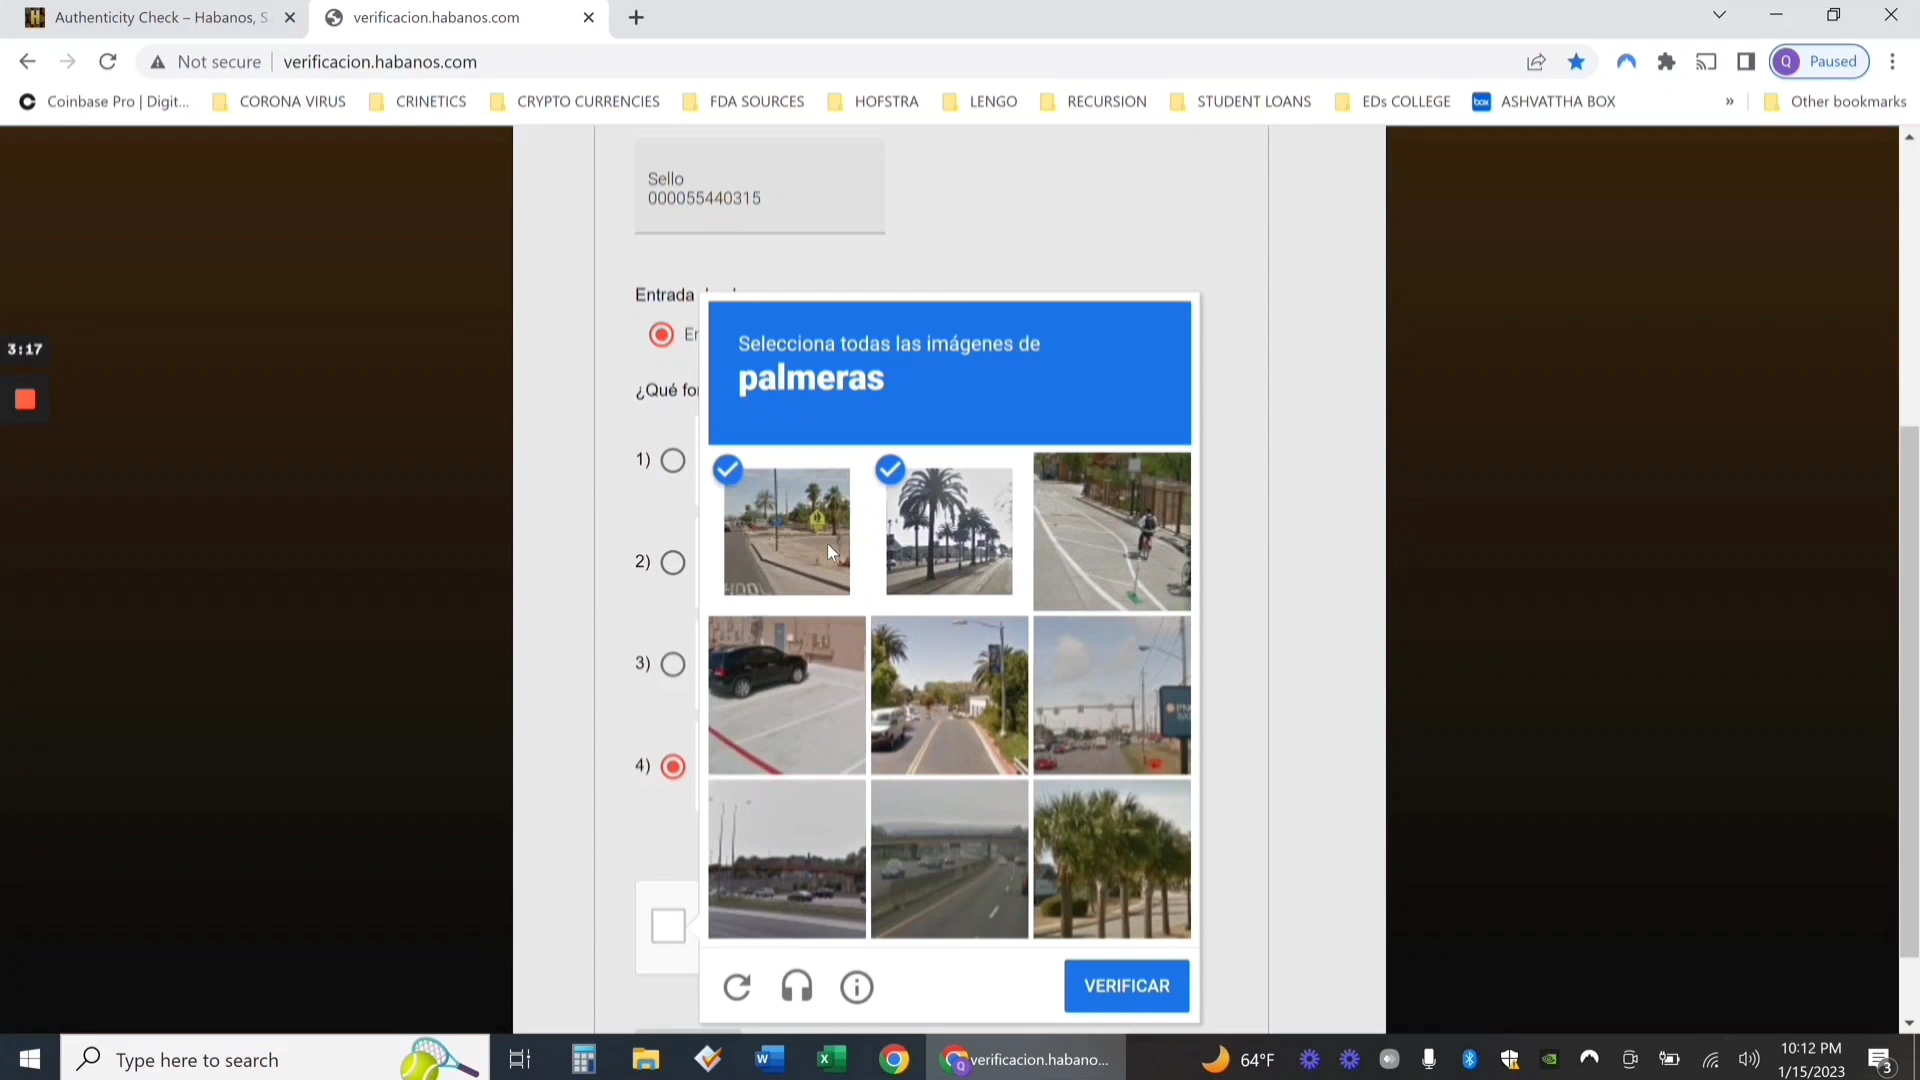 Authenticity Check – Habanos, S.
verificacion.habanos.com
Not secure
verificacion.habanos.com
Q
Paused
Coinbase Pro | Digit...
CORONA VIRUS
CRINETICS
CRYPTO CURRENCIES
FDA SOURCES
HOFSTRA
LENGO
RECURSION
STUDENT LOANS
EDs COLLEGE
box
ASHVATTHA BOX
»
Other bookmarks
Sello
000055440315
Entrada
3:17
Selecciona todas las imágenes de
palmeras
¿Qué
1)
2)
3)
4)
VERIFICAR
Type here to search
verificacion.habano...
64°F
10:12 PM
1/15/2023
3